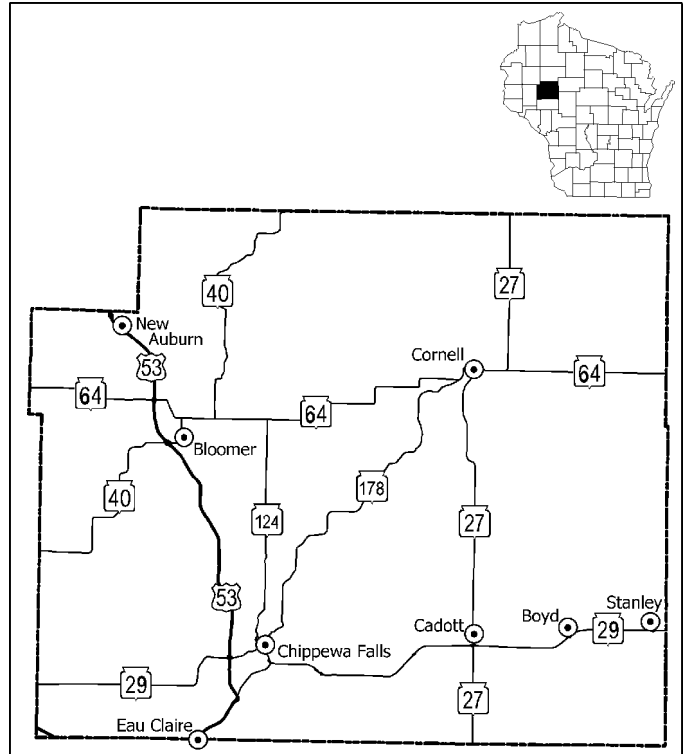 40
27
New
Auburn
53
Cornell
64
64
64
Bloomer
178
40
124
27
53
Stanley
Boyd
Cadott
29
Chippewa Falls
29
27
Eau Claire